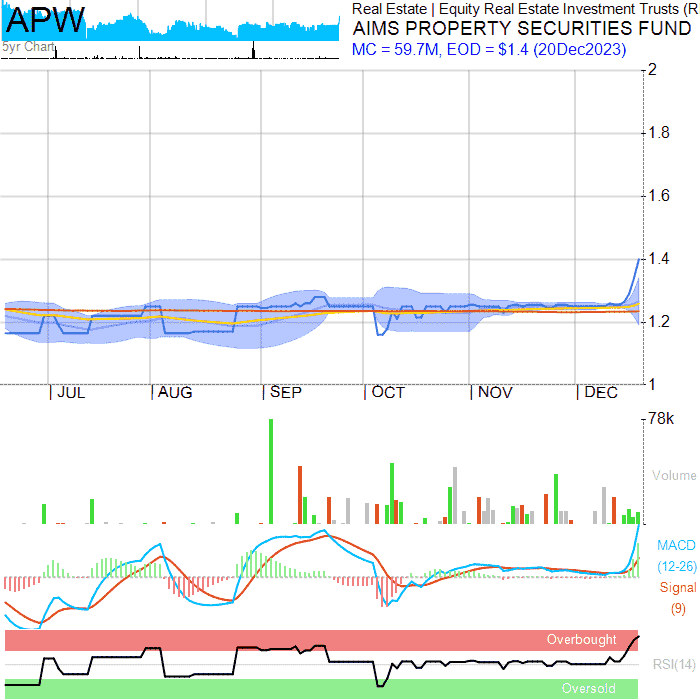 APW
5yr Chart
Real Estate | Equity Real Estate Investment Trusts (R
AIMS PROPERTY SECURITIES FUND
MC = 59.7M, EOD = $1.4 (20Dec2023)
2
1.8
1.6
1.4
1.2
1
JUL AUG SEP OCT NOV DEC
78k
Volume
MACD
(12-26)
Signal
(9)
Overbought
RSI(14)
Oversold